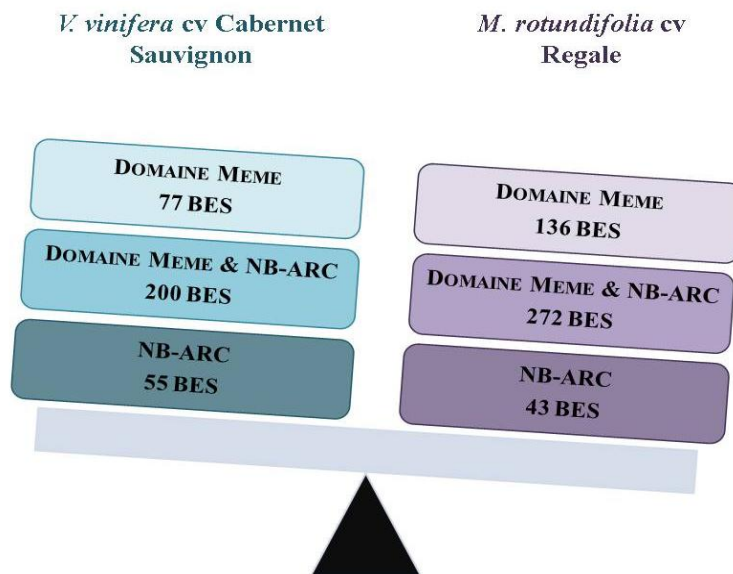 V. vinifera cv Cabernet
Sauvignon
DOMAINE MEME
77 BES
DOMAINE MEME & NB-ARC
200 BES
NB-ARC
55 BES
M. rotundifolia cv
Regale
DOMAINE MEME
136 BES
DOMAINE MEME & NB-ARC
272 BES
NB-ARC
43 BES